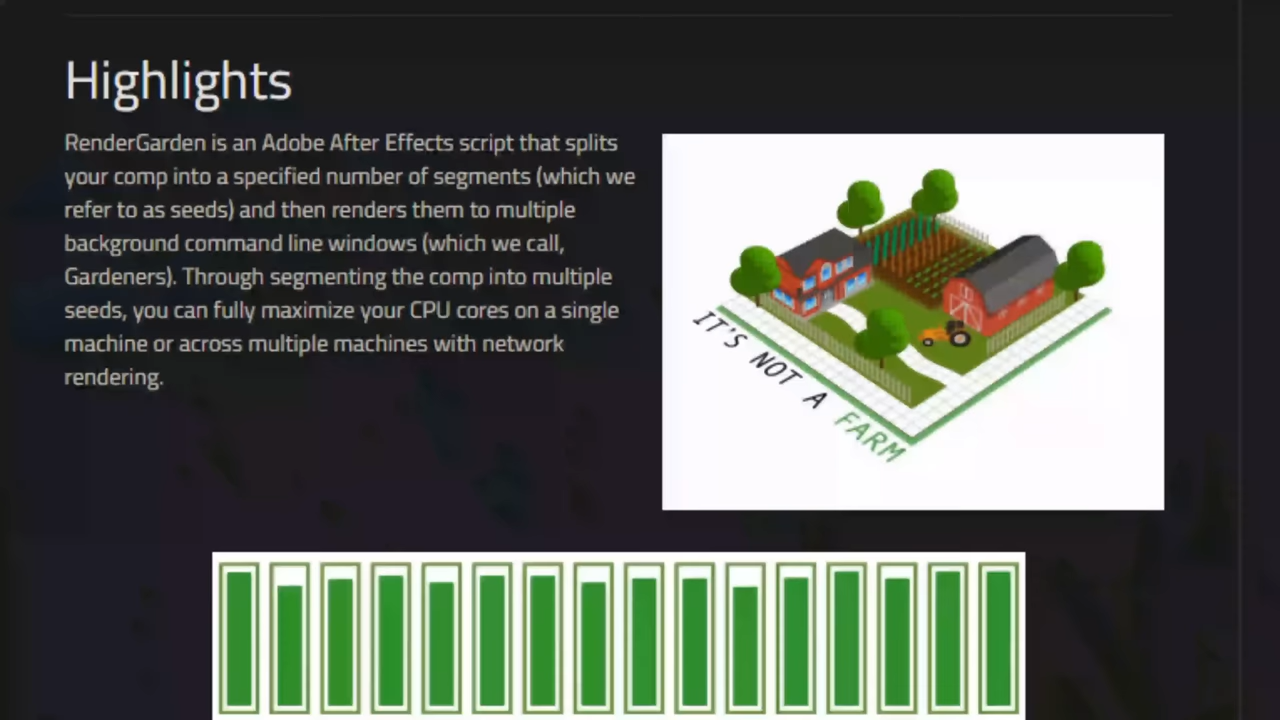 Highlights
RenderGarden is an Adobe After Effects script that splits
your comp into a specified number of segments (which we
refer to as seeds) and then renders them to multiple
background command line windows (which we call,
Gardeners). Through segmenting the comp into multiple
seeds, you can fully maximize your CPU cores on a single
machine or across multiple machines with network
rendering.
IT'S NOT A FARM